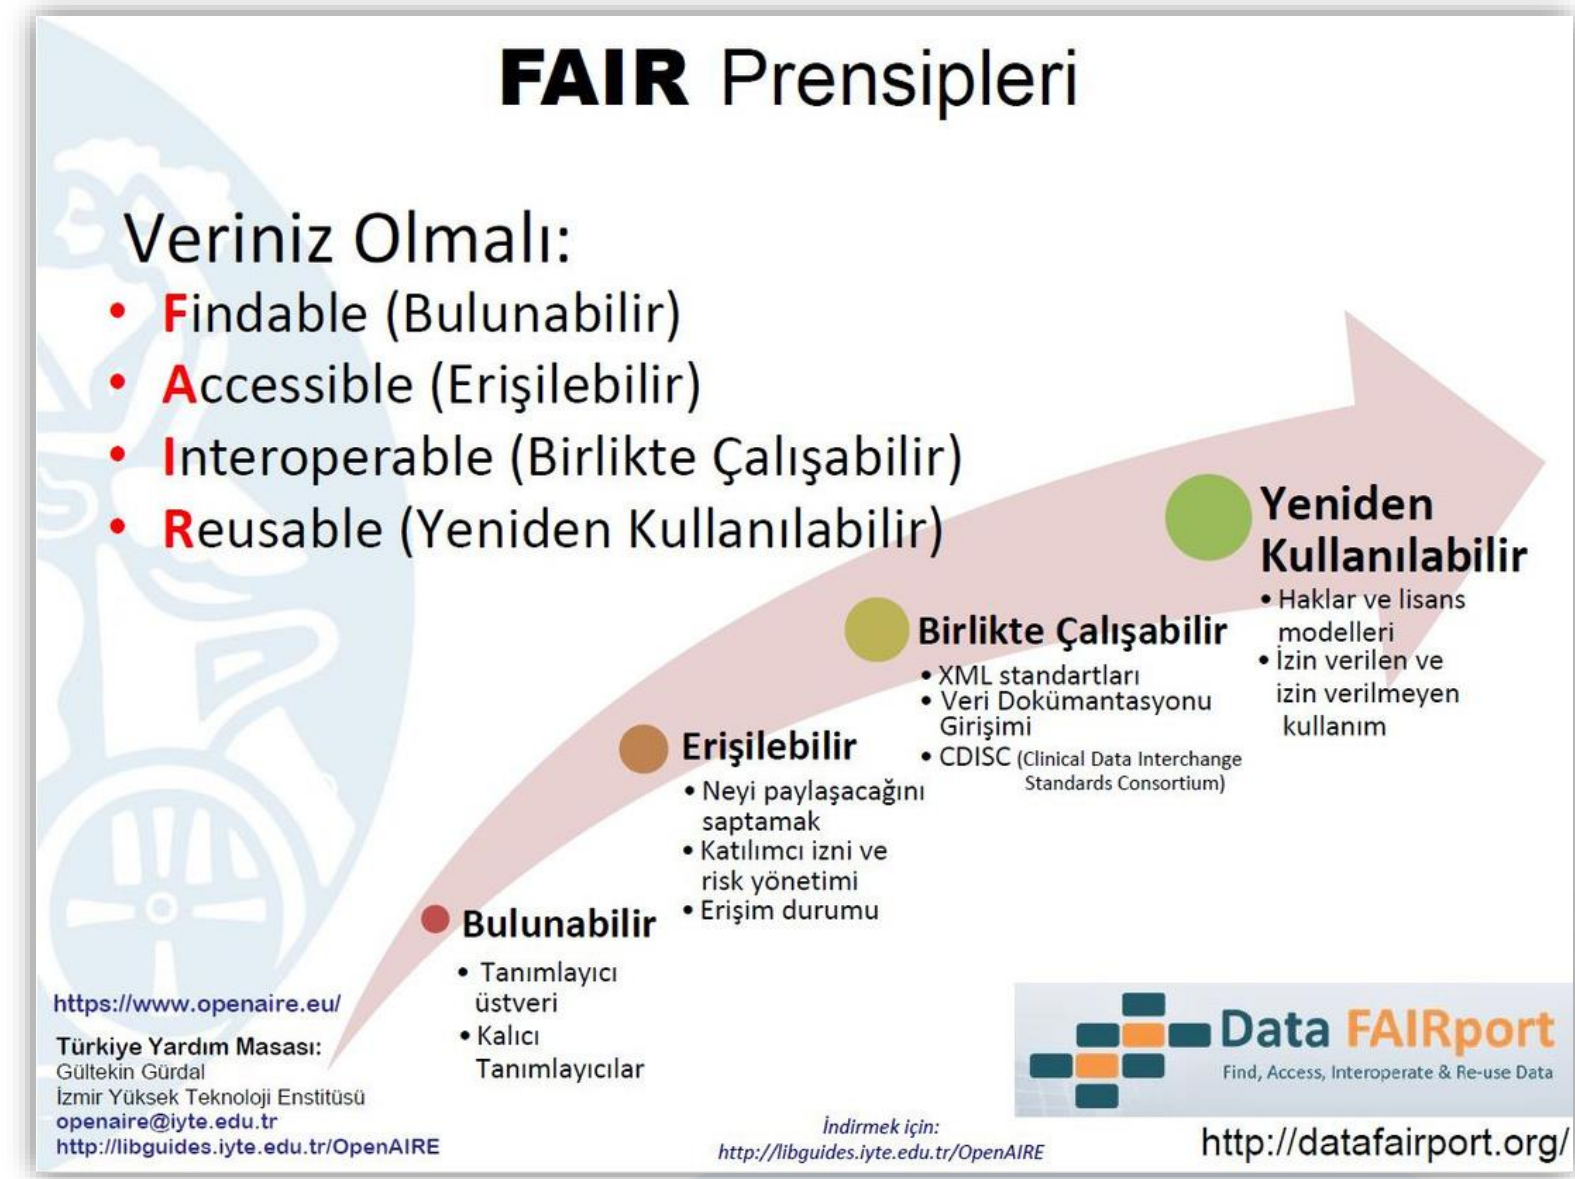 FAIR Prensipleri
Veriniz Olmalı:
• Findable (Bulunabilir)
• Accessible (Erişilebilir)
• Interoperable (Birlikte Çalışabilir)
• Reusable (Yeniden Kullanılabilir)
Bulunabilir
• Tanımlayıcı
üstveri
• Kalıcı
Tanımlayıcılar
Erişilebilir
• Neyi paylaşacağını
saptamak
• Katılımcı izni ve
risk yönetimi
• Erişim durumu
Birlikte Çalışabilir
• XML standartları
• Veri Dokümantasyonu
Girişimi
• CDISC (Clinical Data Interchange
Standards Consortium)
Yeniden
Kullanılabilir
• Haklar ve lisans
modelleri
• İzin verilen ve
izin verilmeyen
kullanım
https://www.openaire.eu/
Türkiye Yardım Masası:
Gültekin Gürdal
İzmir Yüksek Teknoloji Enstitüsü
openaire@iyte.edu.tr
http://libguides.iyte.edu.tr/OpenAIRE
İndirmek için:
http://libguides.iyte.edu.tr/OpenAIRE
Data FAIRport
Find, Access, Interoperate & Re-use Data
http://datafairport.org/